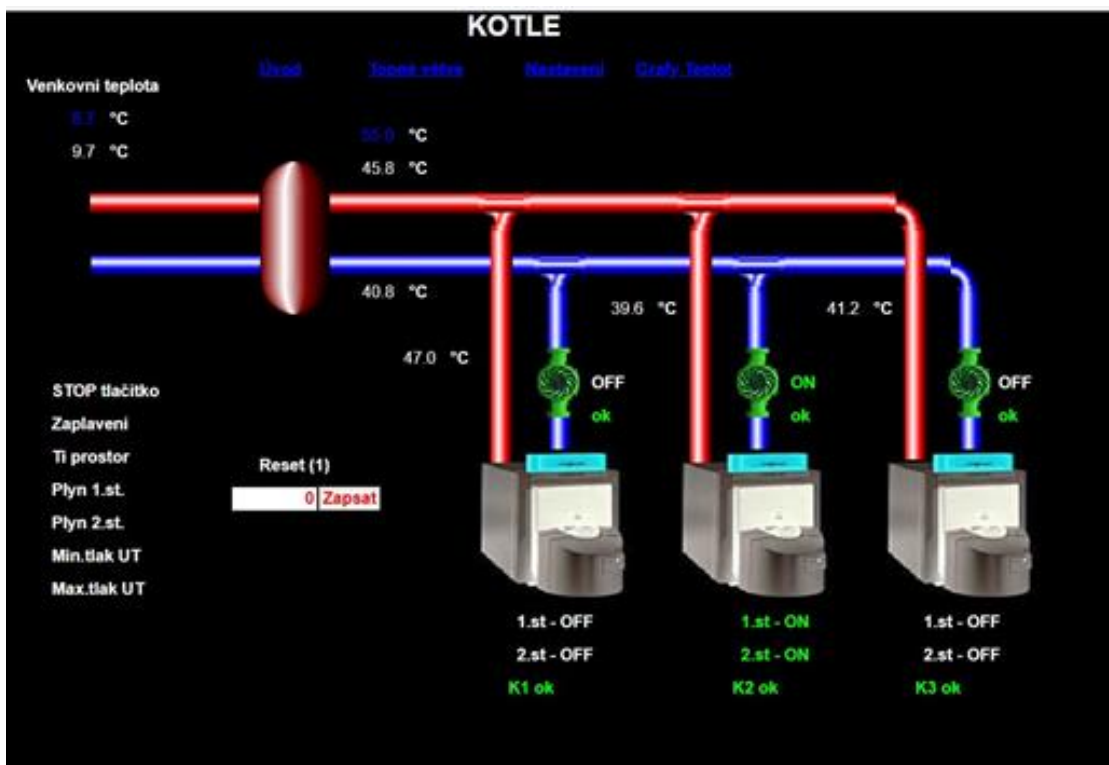 KOTLE
Úvod Topné větve Nastavení Grafy Teplot
Venkovní teplota
°C
9.7 °C
55.0 °C
45.8 °C
40.8 °C
39.6 °C
41.2 °C
47.0 °C
OFF ON OFF
ok ok ok
STOP tlačítko
Zaplavení
Ti prostor
Plyn 1.st.
Plyn 2.st.
Min.tlak UT
Max.tlak UT
Reset (1)
0 Zapsat
1.st - OFF 1.st - ON 1.st - OFF
2.st - OFF 2.st - ON 2.st - OFF
K1 ok K2 ok K3 ok